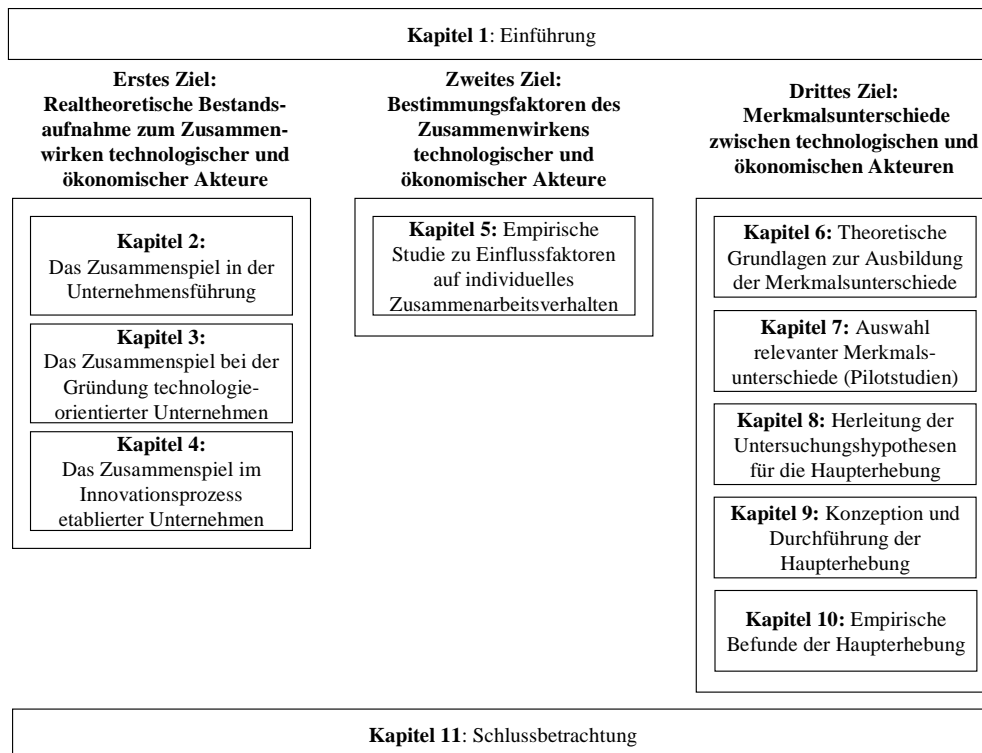 Kapitel 1: Einführung
Erstes Ziel:
Realtheoretische Bestands-
aufnahme zum Zusammen-
wirken technologischer und
ökonomischer Akteure
Kapitel 2:
Das Zusammenspiel in der
Unternehmensführung
Kapitel 3:
Das Zusammenspiel bei der
Gründung technologie-
orientierter Unternehmen
Kapitel 4:
Das Zusammenspiel im
Innovationsprozess
etablierter Unternehmen
Zweites Ziel:
Bestimmungsfaktoren des
Zusammenwirkens
technologischer und
ökonomischer Akteure
Kapitel 5: Empirische
Studie zu Einflussfaktoren
auf individuelles
Zusammenarbeitsverhalten
Drittes Ziel:
Merkmalsunterschiede
zwischen technologischen und
ökonomischen Akteuren
Kapitel 6: Theoretische
Grundlagen zur Ausbildung
der Merkmalsunterschiede
Kapitel 7: Auswahl
relevanter Merkmals-
unterschiede (Pilotstudien)
Kapitel 8: Herleitung der
Untersuchungshypothesen
für die Haupterhebung
Kapitel 9: Konzeption und
Durchführung der
Haupterhebung
Kapitel 10: Empirische
Befunde der Haupterhebung
Kapitel 11: Schlussbetrachtung